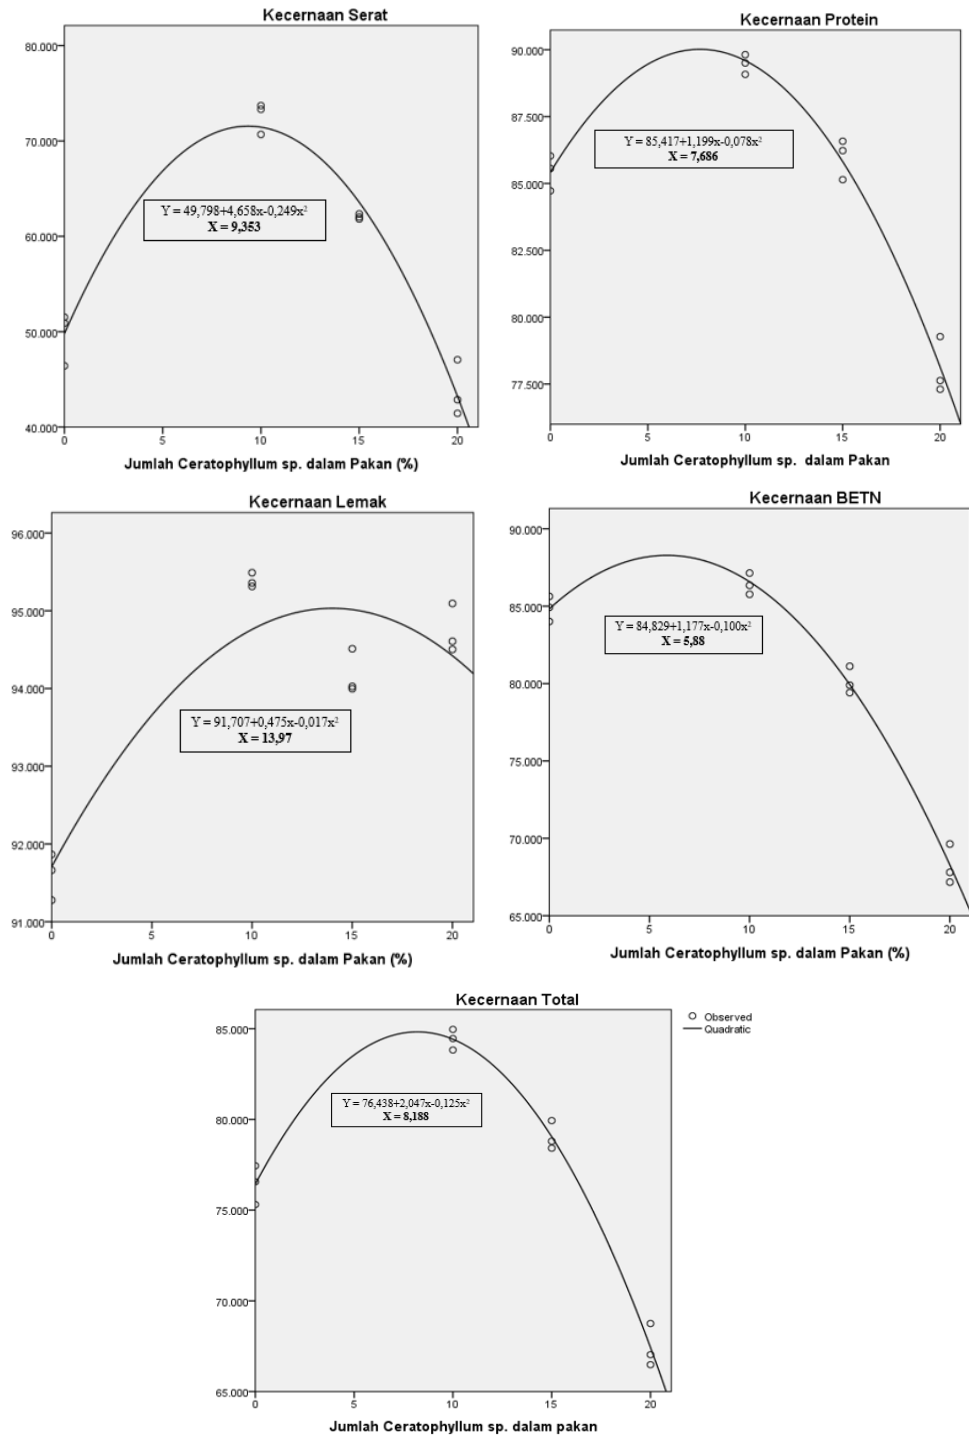 Kecernaan Serat
80.000
70.000
60.000
50.000
40.000
Y = 49,798+4,658x-0,249x²
X = 9,353
0 5 10 15 20
Jumlah Ceratophyllum sp. dalam Pakan (%)
Kecernaan Protein
90.000
87.500
85.000
82.500
80.000
77.500
Y = 85,417+1,199x-0,078x²
X = 7,686
0 5 10 15 20
Jumlah Ceratophyllum sp. dalam Pakan
Kecernaan Lemak
96.000
95.000
94.000
93.000
92.000
91.000
Y = 91,707+0,475x-0,017x²
X = 13,97
0 5 10 15 20
Jumlah Ceratophyllum sp. dalam Pakan (%)
Kecernaan BETN
90.000
85.000
80.000
75.000
70.000
65.000
Y = 84,829+1,177x-0,100x²
X = 5,88
0 5 10 15 20
Jumlah Ceratophyllum sp. dalam Pakan (%)
Kecernaan Total
85.000
80.000
75.000
70.000
65.000
Y = 76,438+2,047x-0,125x²
X = 8,188
0 5 10 15 20
Jumlah Ceratophyllum sp. dalam pakan
Observed
Quadratic